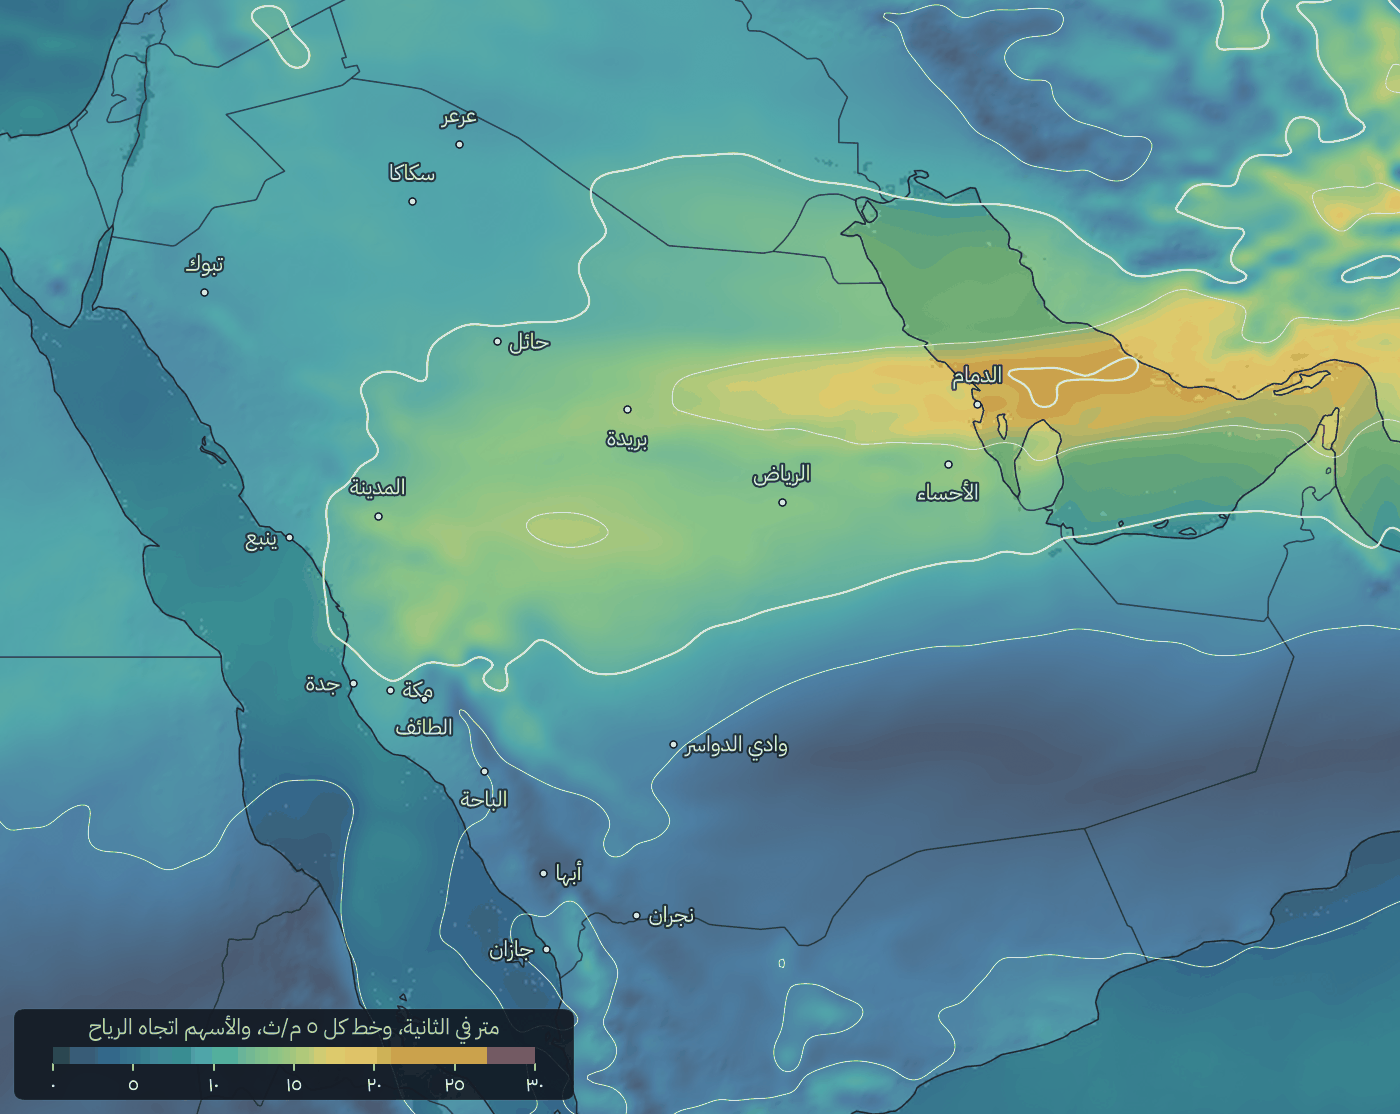 عرعر
سكاكا
تبوك
حائل
الدمام
بريدة
الرياض
الأحساء
المدينة
ينبع
جدة
مكة
الطائف
وادي الدواسر
الباحة
أبها
نجران
جازان
متر في الثانية، وخط كل ٥ م/ث، والأسهم اتجاه الرياح
٠ ٥ ١٠ ١٥ ٢٠ ٢٥ ٣٠